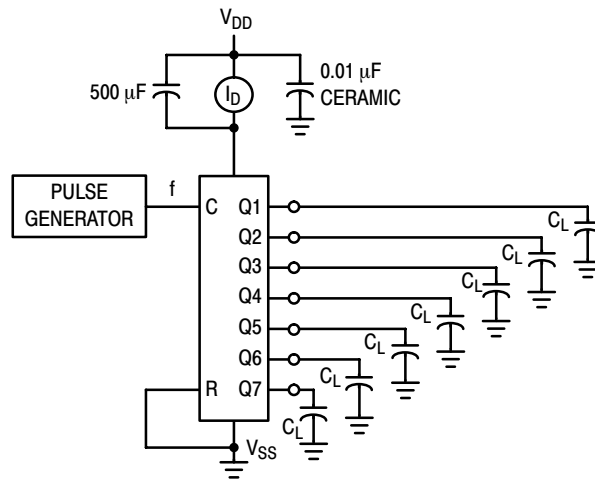 VDD
500 μF
ID
0.01 μF
CERAMIC
PULSE
GENERATOR
f
C
Q1
CL
Q2
CL
Q3
CL
Q4
CL
Q5
CL
Q6
CL
R
Q7
CL
VSS